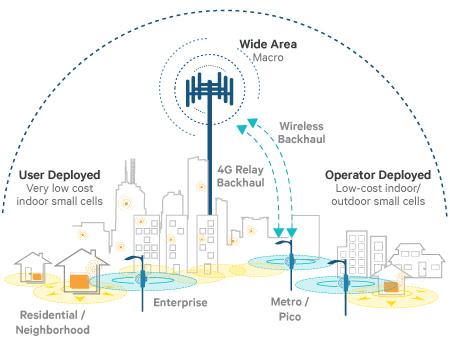 Wide Area
Macro
Wireless
Backhaul
4G Relay
Backhaul
User Deployed
Very low cost
indoor small cells
Operator Deployed
Low-cost indoor/
outdoor small cells
Residential /
Neighborhood
Enterprise
Metro /
Pico